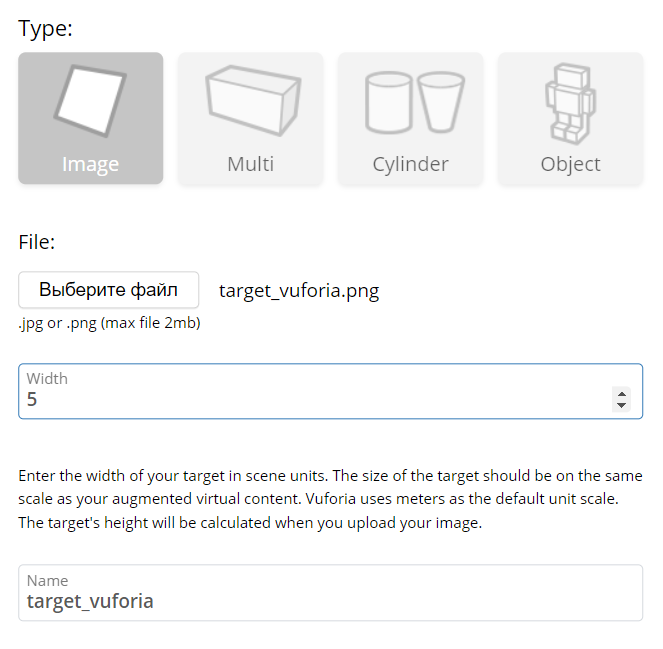 Type:
Image
Multi
Cylinder
Object
File:
Выберите файл target_vuforia.png
.jpg or .png (max file 2mb)
Width
5
Enter the width of your target in scene units. The size of the target should be on the same
scale as your augmented virtual content. Vuforia uses meters as the default unit scale.
The target's height will be calculated when you upload your image.
Name
target_vuforia